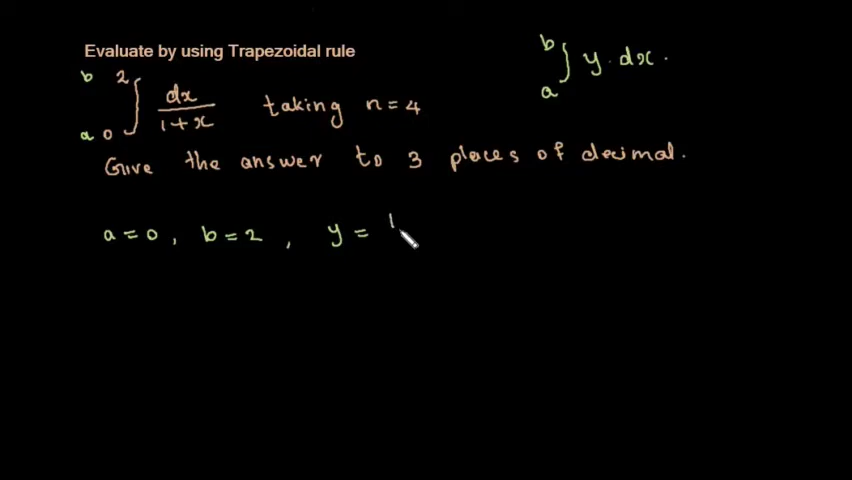 Evaluate by using Trapezoidal rule
b
∫ y. dx.
a
b 2
∫ dx/(1+x) taking n = 4
a 0
Give the answer to 3 places of decimal.
a = 0, b = 2, y = 1